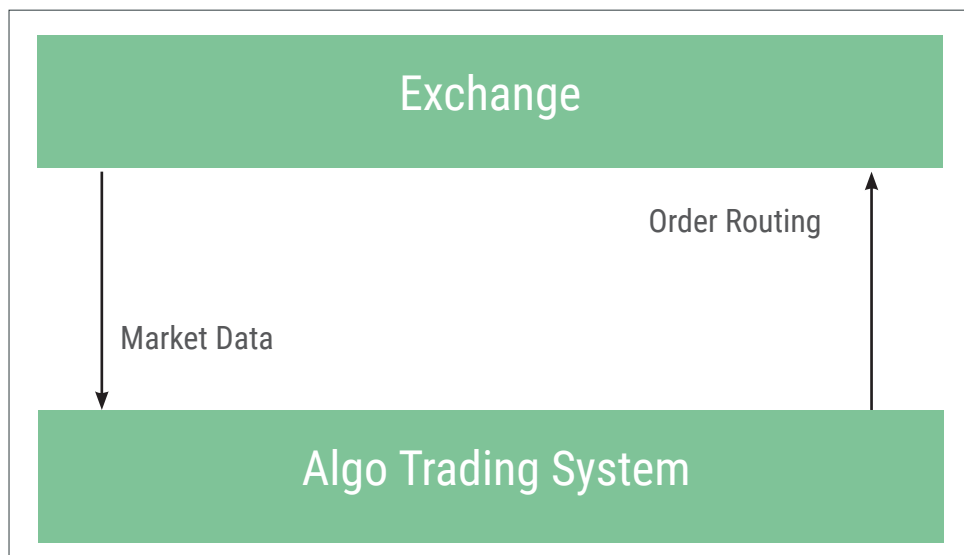 Exchange
Order Routing
Market Data
Algo Trading System